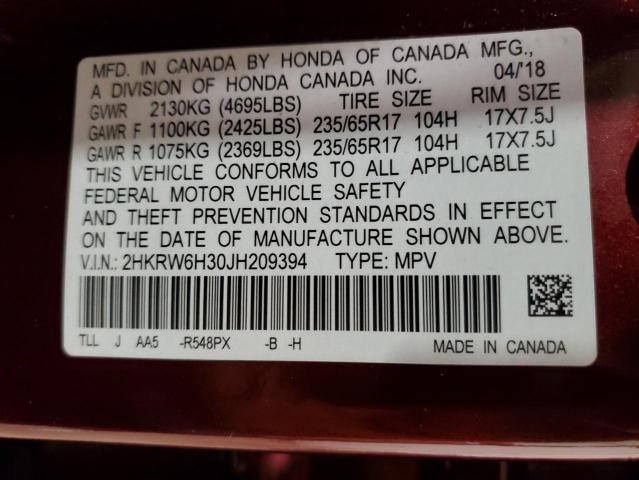 MFD. IN CANADA BY HONDA OF CANADA MFG.,
A DIVISION OF HONDA CANADA INC. 04/'18
GVWR 2130KG (4695LBS) TIRE SIZE RIM SIZE
GAWR F 1100KG (2425LBS) 235/65R17 104H 17X7.5J
GAWR R 1075KG (2369LBS) 235/65R17 104H 17X7.5J
THIS VEHICLE CONFORMS TO ALL APPLICABLE
FEDERAL MOTOR VEHICLE SAFETY
AND THEFT PREVENTION STANDARDS IN EFFECT
ON THE DATE OF MANUFACTURE SHOWN ABOVE.
V.I.N.: 2HKRW6H30JH209394 TYPE: MPV
TLL J AA5 -R548PX -B -H MADE IN CANADA